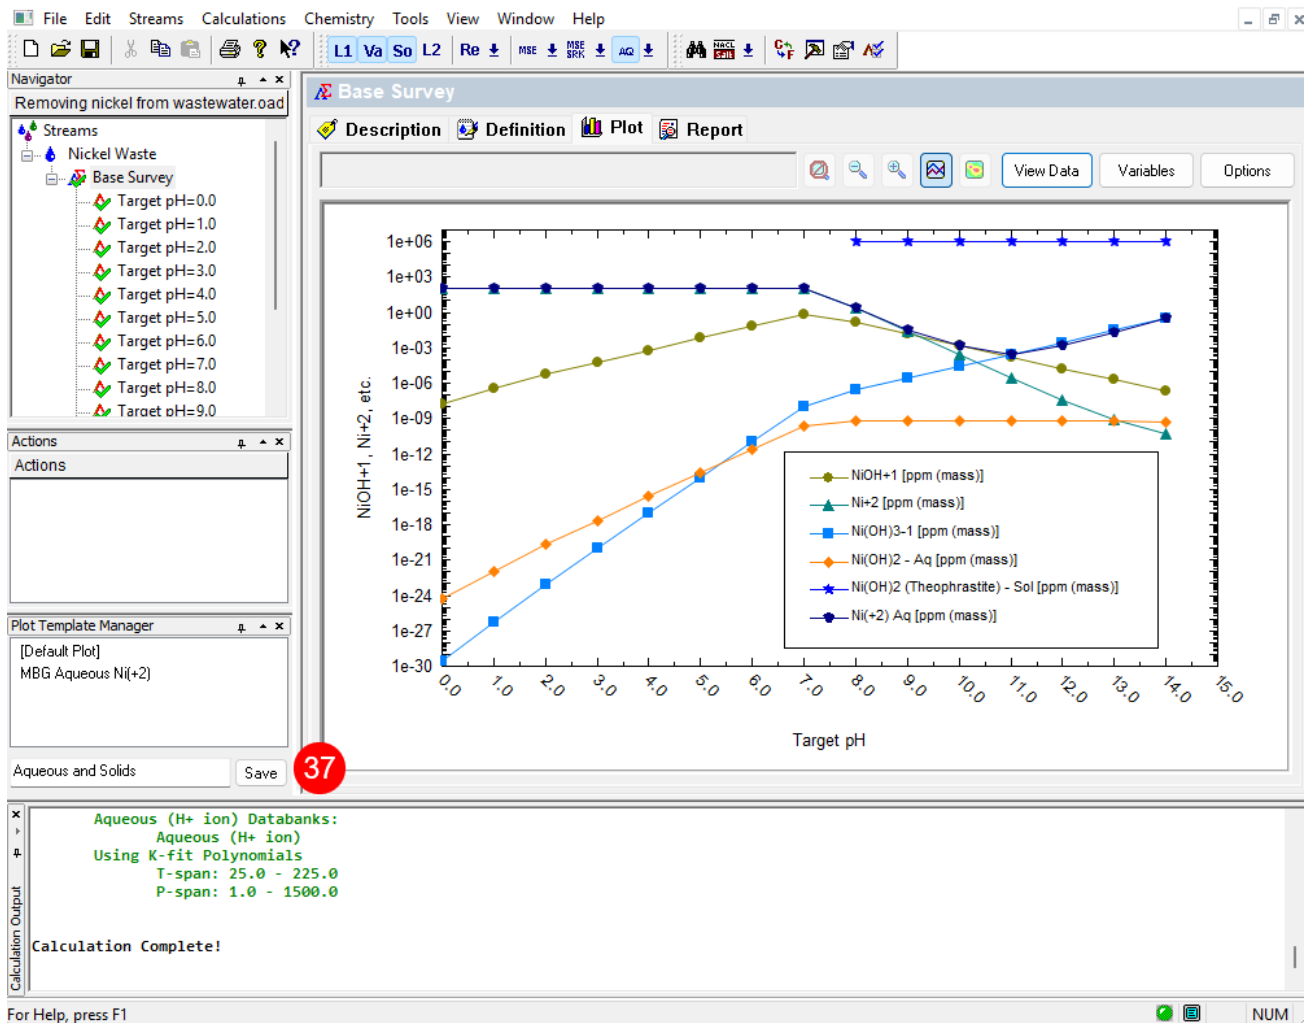 File Edit Streams Calculations Chemistry Tools View Window Help
L1 Va So L2 Re MSE MSE SRK AQ NACL Salt C F
Navigator
Removing nickel from wastewater.oad
Streams
Nickel Waste
Base Survey
Target pH=0.0
Target pH=1.0
Target pH=2.0
Target pH=3.0
Target pH=4.0
Target pH=5.0
Target pH=6.0
Target pH=7.0
Target pH=8.0
Target pH=9.0
Actions
Actions
Plot Template Manager
[Default Plot]
MBG Aqueous Ni(+2)
Aqueous and Solids Save
37
Base Survey
Description Definition Plot Report
View Data Variables Options
1e+06
1e+03
1e+00
1e-03
1e-06
1e-09
1e-12
1e-15
1e-18
1e-21
1e-24
1e-27
1e-30
NiOH+1, Ni+2, etc.
0.0 1.0 2.0 3.0 4.0 5.0 6.0 7.0 8.0 9.0 10.0 11.0 12.0 13.0 14.0 15.0
Target pH
NiOH+1 [ppm (mass)]
Ni+2 [ppm (mass)]
Ni(OH)3-1 [ppm (mass)]
Ni(OH)2 - Aq [ppm (mass)]
Ni(OH)2 (Theophrastite) - Sol [ppm (mass)]
Ni(+2) Aq [ppm (mass)]
Calculation Output
Aqueous (H+ ion) Databanks:
Aqueous (H+ ion)
Using K-fit Polynomials
T-span: 25.0 - 225.0
P-span: 1.0 - 1500.0
Calculation Complete!
For Help, press F1
NUM